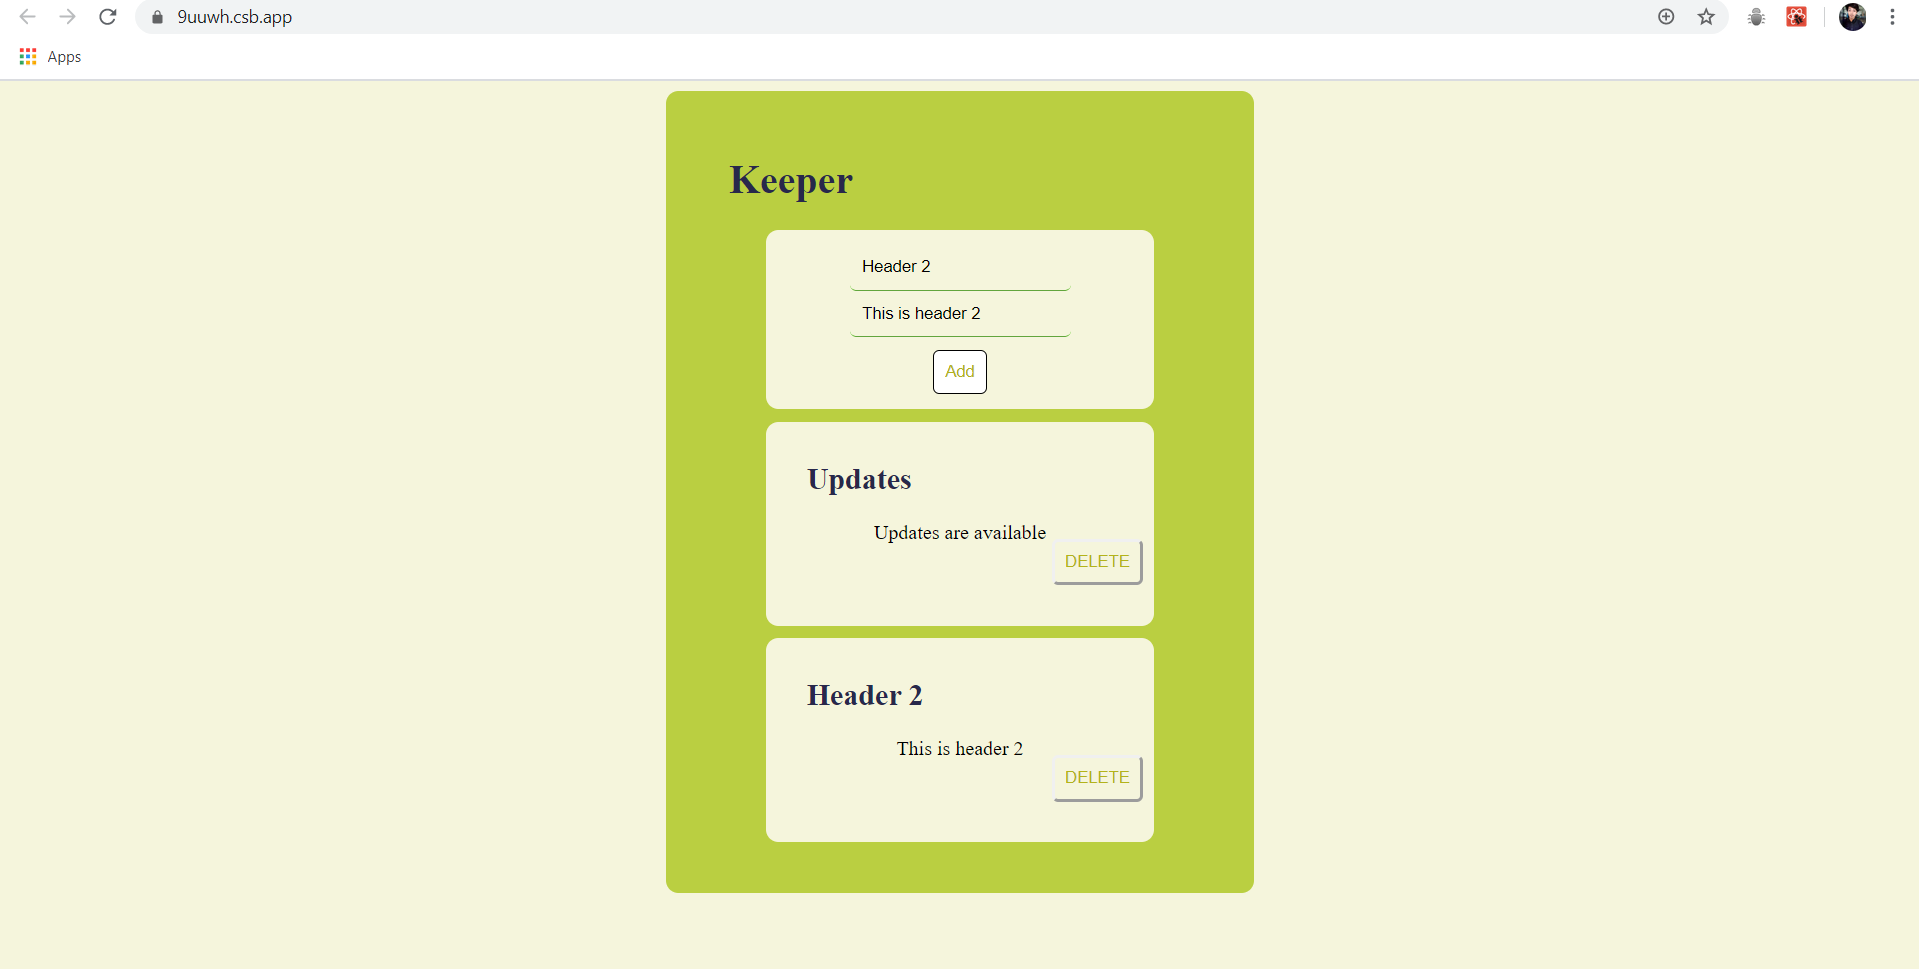 9uuwh.csb.app
Apps
Keeper
Header 2
This is header 2
Add
Updates
Updates are available
DELETE
Header 2
This is header 2
DELETE